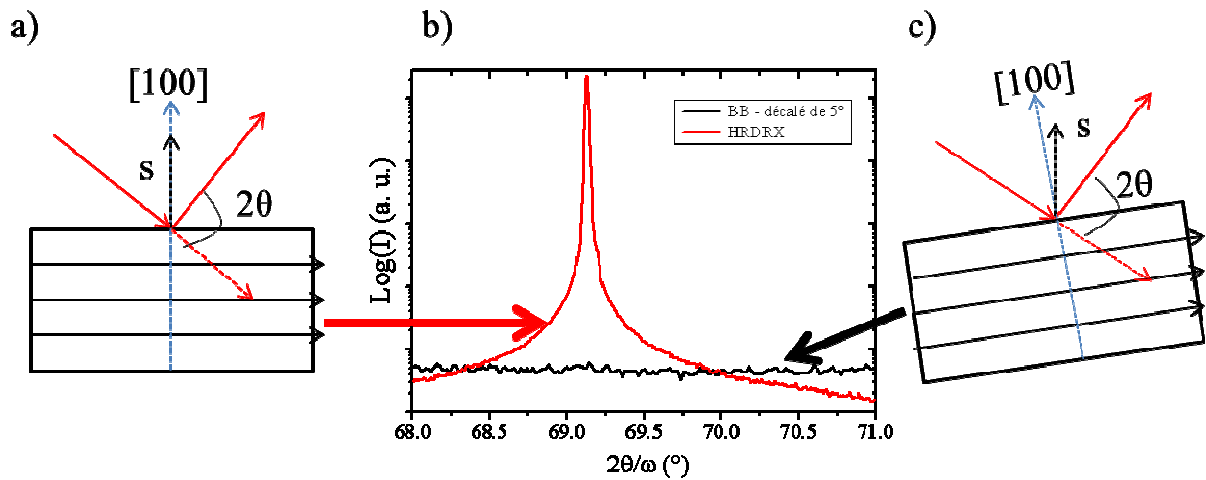 a)
[100]
s
2θ
b)
Log(I) (a. u.)
BB - décalé de 5°
HRDRX
68.0 68.5 69.0 69.5 70.0 70.5 71.0
2θ/ω (°)
c)
[100]
s
2θ